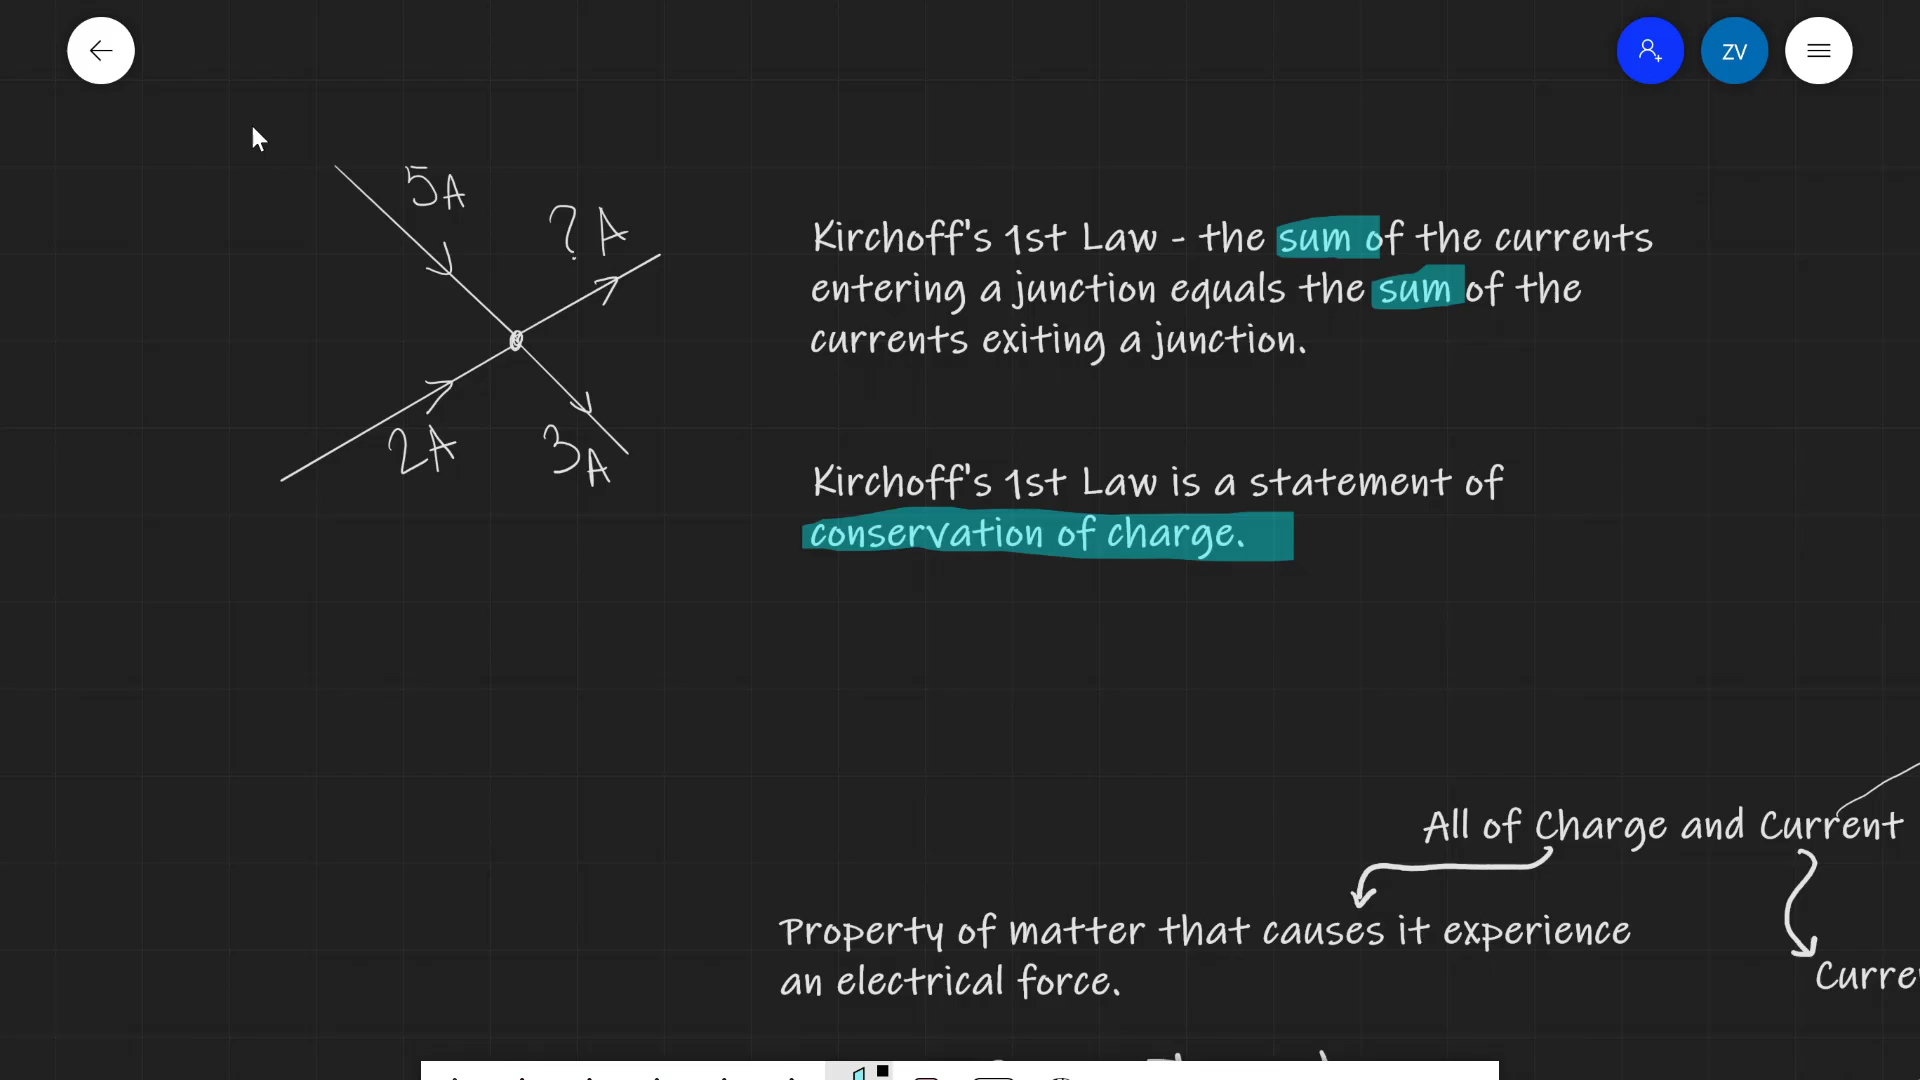 ZV
5A
? A
2A
3A
Kirchoff's 1st Law - the sum of the currents
entering a junction equals the sum of the
currents exiting a junction.
Kirchoff's 1st Law is a statement of
conservation of charge.
All of Charge and Current
Property of matter that causes it experience
an electrical force.